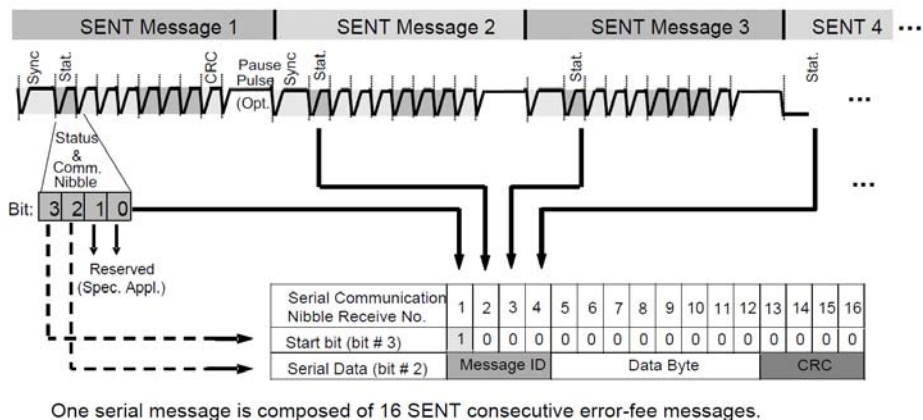 SENT Message 1 SENT Message 2 SENT Message 3 SENT 4 ...
Sync Stat. CRC Pause Pulse (Opt. Sync Stat. Stat. Stat. ...
Status & Comm. Nibble
...
Bit: 3 2 1 0
Reserved
(Spec. Appl.)
Serial Communication Nibble Receive No. 1 2 3 4 5 6 7 8 9 10 11 12 13 14 15 16
Start bit (bit # 3) 1 0 0 0 0 0 0 0 0 0 0 0 0 0 0 0
Serial Data (bit # 2) Message ID Data Byte CRC
One serial message is composed of 16 SENT consecutive error-fee messages.